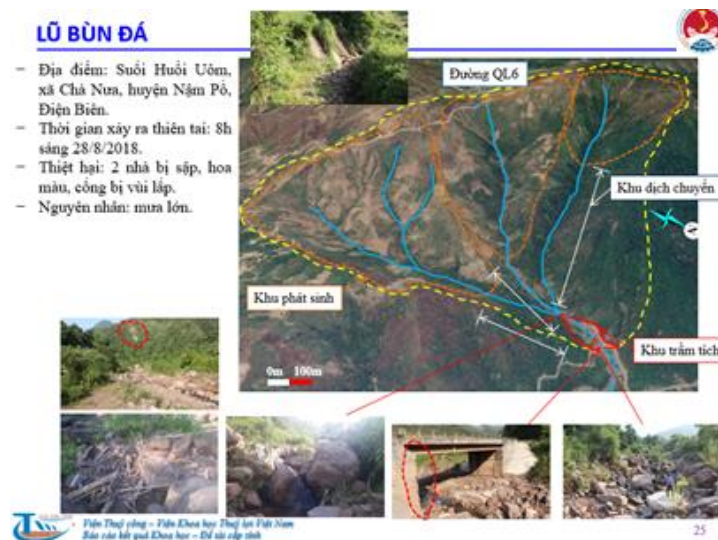 LŨ BÙN ĐÁ
– Địa điểm: Suối Huổi Uôm,
xã Chà Nưa, huyện Nậm Pồ,
Điện Biên.
– Thời gian xảy ra thiên tai: 8h
sáng 28/8/2018.
– Thiệt hại: 2 nhà bị sập, hoa
màu, cống bị vùi lấp.
– Nguyên nhân: mưa lớn.
Đường QL6
Khu dịch chuyển
Khu phát sinh
Khu trầm tích
0m 100m
Viện Thuỷ công – Viện Khoa học Thuỷ lợi Việt Nam
Báo cáo kết quả Khoa học – Đề tài cấp tỉnh
25